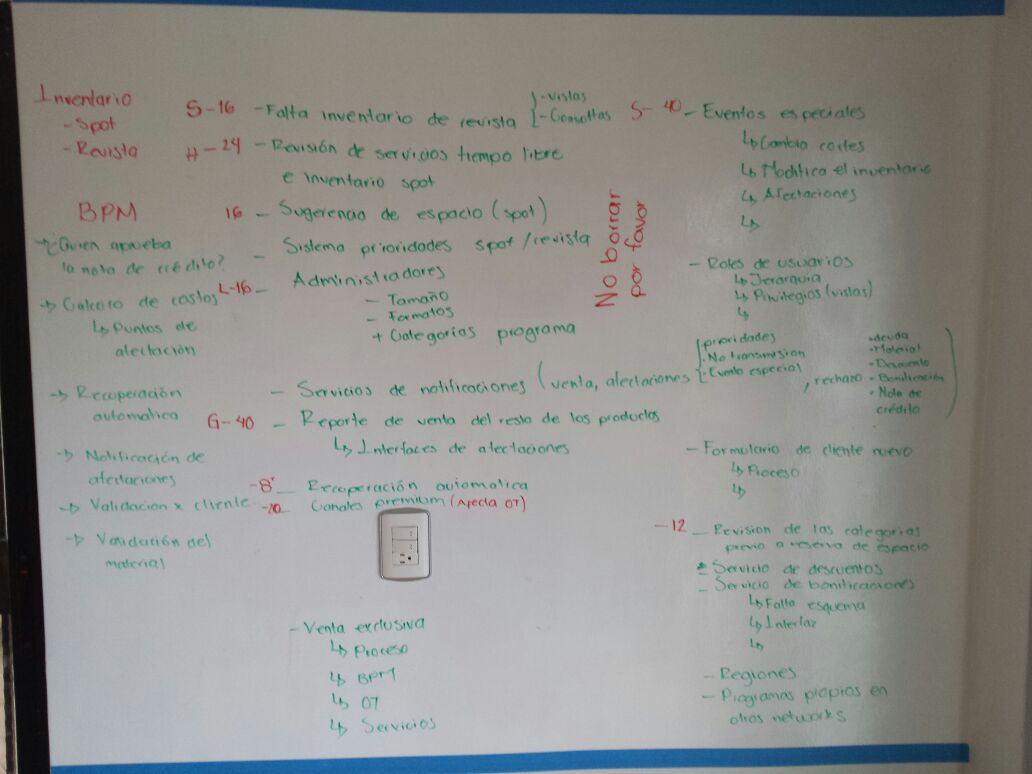 Inventario
- Spot
- Revista
BPM
→ ¿Quien aprueba
la nota de crédito?
→ Calculo de costos
↳ Puntos de
afectación
→ Recuperación
automatica
→ Notificación de
afectaciones
→ Validacion x cliente
→ Validación del
material
S-16 - Falta inventario de revista { - vistas
- Consultas
H-24 - Revisión de servicios tiempo libre
e inventario spot
16 - Sugerencia de espacio (spot)
- Sistema prioridades spot/revista
L-16 - Administradores
- Tamaño
- Formatos
+ Categorias programa
- Servicios de notificaciones (venta, afectaciones { prioridades
- No transmision
- Evento especial
, rechazo
- deuda
- Material
- Descuento
- Bonificación
- Nota de
crédito )
G-40 - Reporte de venta del resto de los productos
↳ Interfaces de afectaciones
-8 - Recuperación automatica
-20 - Canales premium (Afecta OT)
- Venta exclusiva
↳ Proceso
↳ BPM
↳ OT
↳ Servicios
No borrar
por favor
S-40 - Eventos especiales
↳ Cambia cortes
↳ Modifica el inventario
↳ Afectaciones
↳
- Roles de usuarios
↳ Jerarquia
↳ Privilegios (vistas)
↳
- Formulario de cliente nuevo
↳ Proceso
↳
-12 - Revision de las categorias
previo a reserva de espacio
- Servicio de descuentos
- Servicio de bonificaciones
↳ Falta esquema
↳ Interfaz
↳
- Regiones
- Programas propios en
otros networks